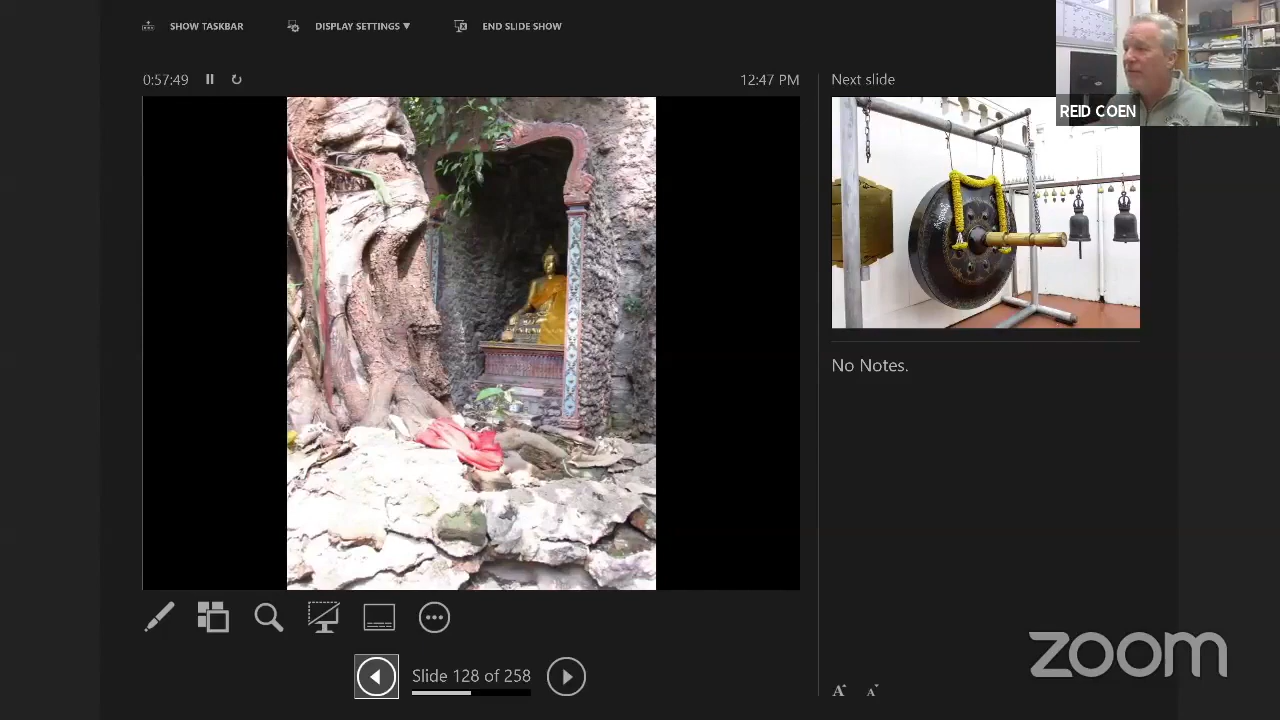 SHOW TASKBAR
DISPLAY SETTINGS ▼
END SLIDE SHOW
0:57:49
12:47 PM
Next slide
REID COEN
No Notes.
Slide 128 of 258
zoom
A
A